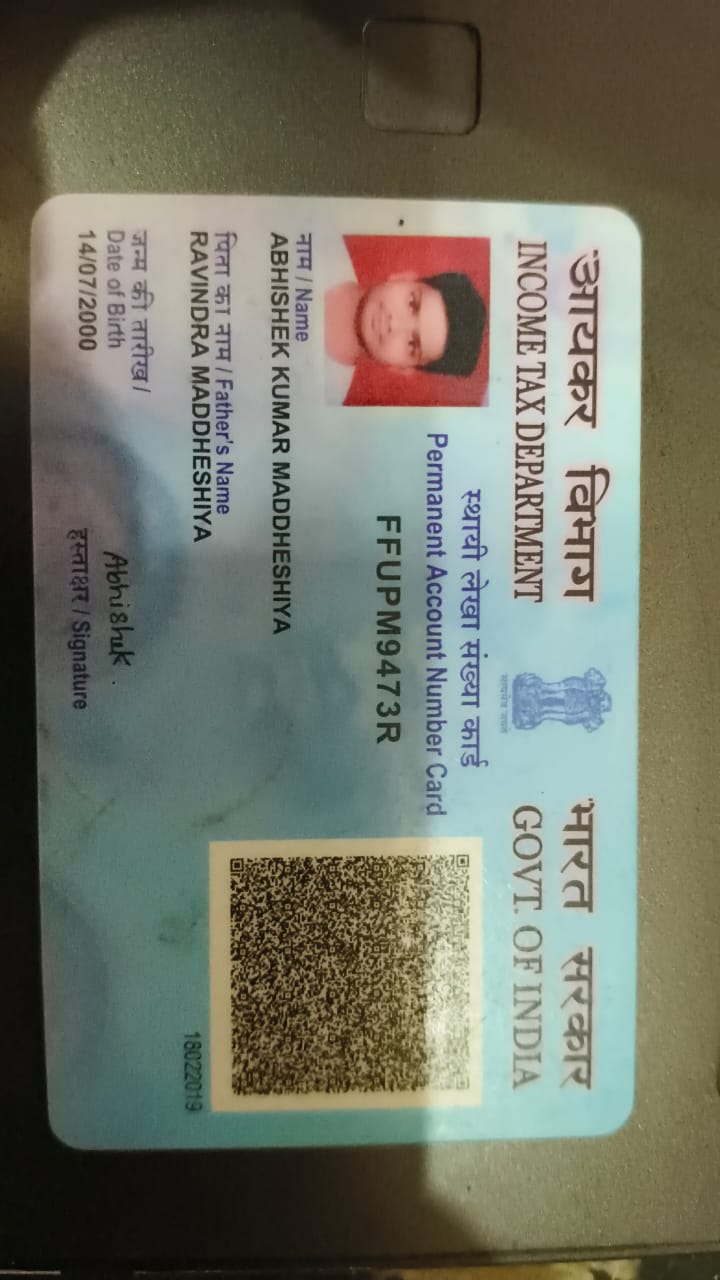 आयकर विभाग
INCOME TAX DEPARTMENT
सत्यमेव जयते
भारत सरकार
GOVT. OF INDIA
स्थायी लेखा संख्या कार्ड
Permanent Account Number Card
FFUPM9473R
नाम / Name
ABHISHEK KUMAR MADDHESHIYA
पिता का नाम / Father's Name
RAVINDRA MADDHESHIYA
जन्म की तारीख /
Date of Birth
14/07/2000
Abhishek.
हस्ताक्षर / Signature
18022019